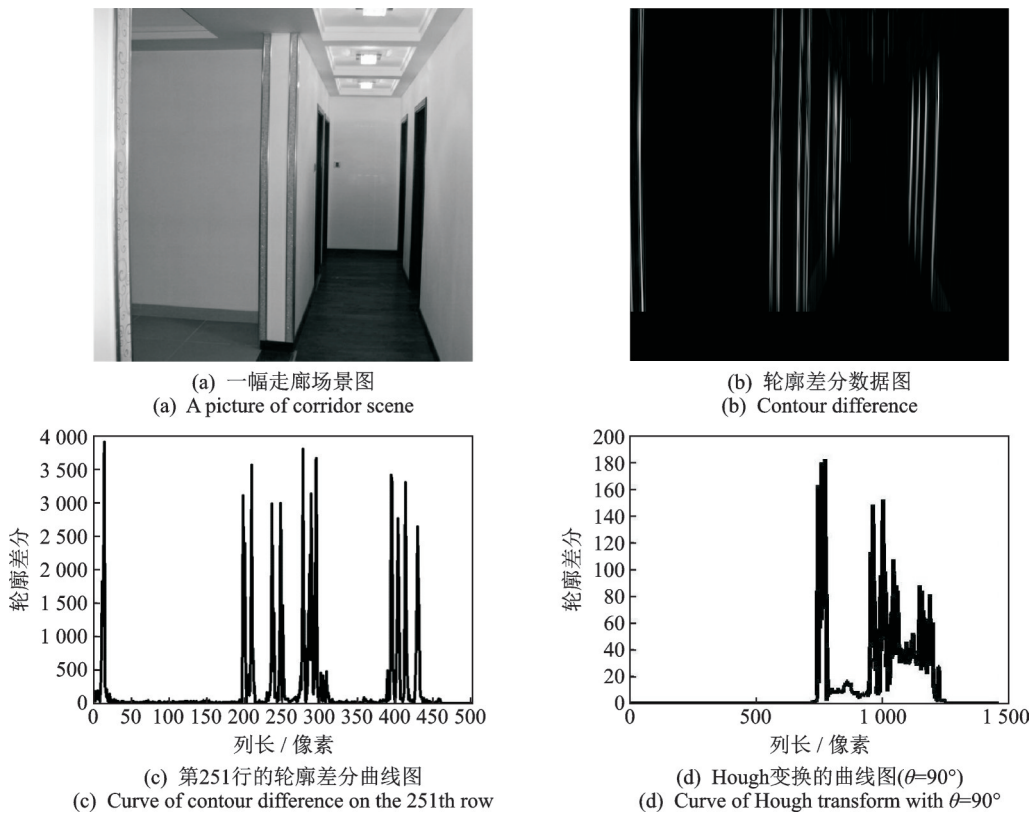 (a) 一幅走廊场景图
(a) A picture of corridor scene
(b) 轮廓差分数据图
(b) Contour difference
4 000
3 500
3 000
2 500
2 000
1 500
1 000
500
0
轮廓差分
0 50 100 150 200 250 300 350 400 450 500
列长 / 像素
(c) 第251行的轮廓差分曲线图
(c) Curve of contour difference on the 251th row
200
180
160
140
120
100
80
60
40
20
0
轮廓差分
0 500 1 000 1 500
列长 / 像素
(d) Hough变换的曲线图(θ=90°)
(d) Curve of Hough transform with θ=90°